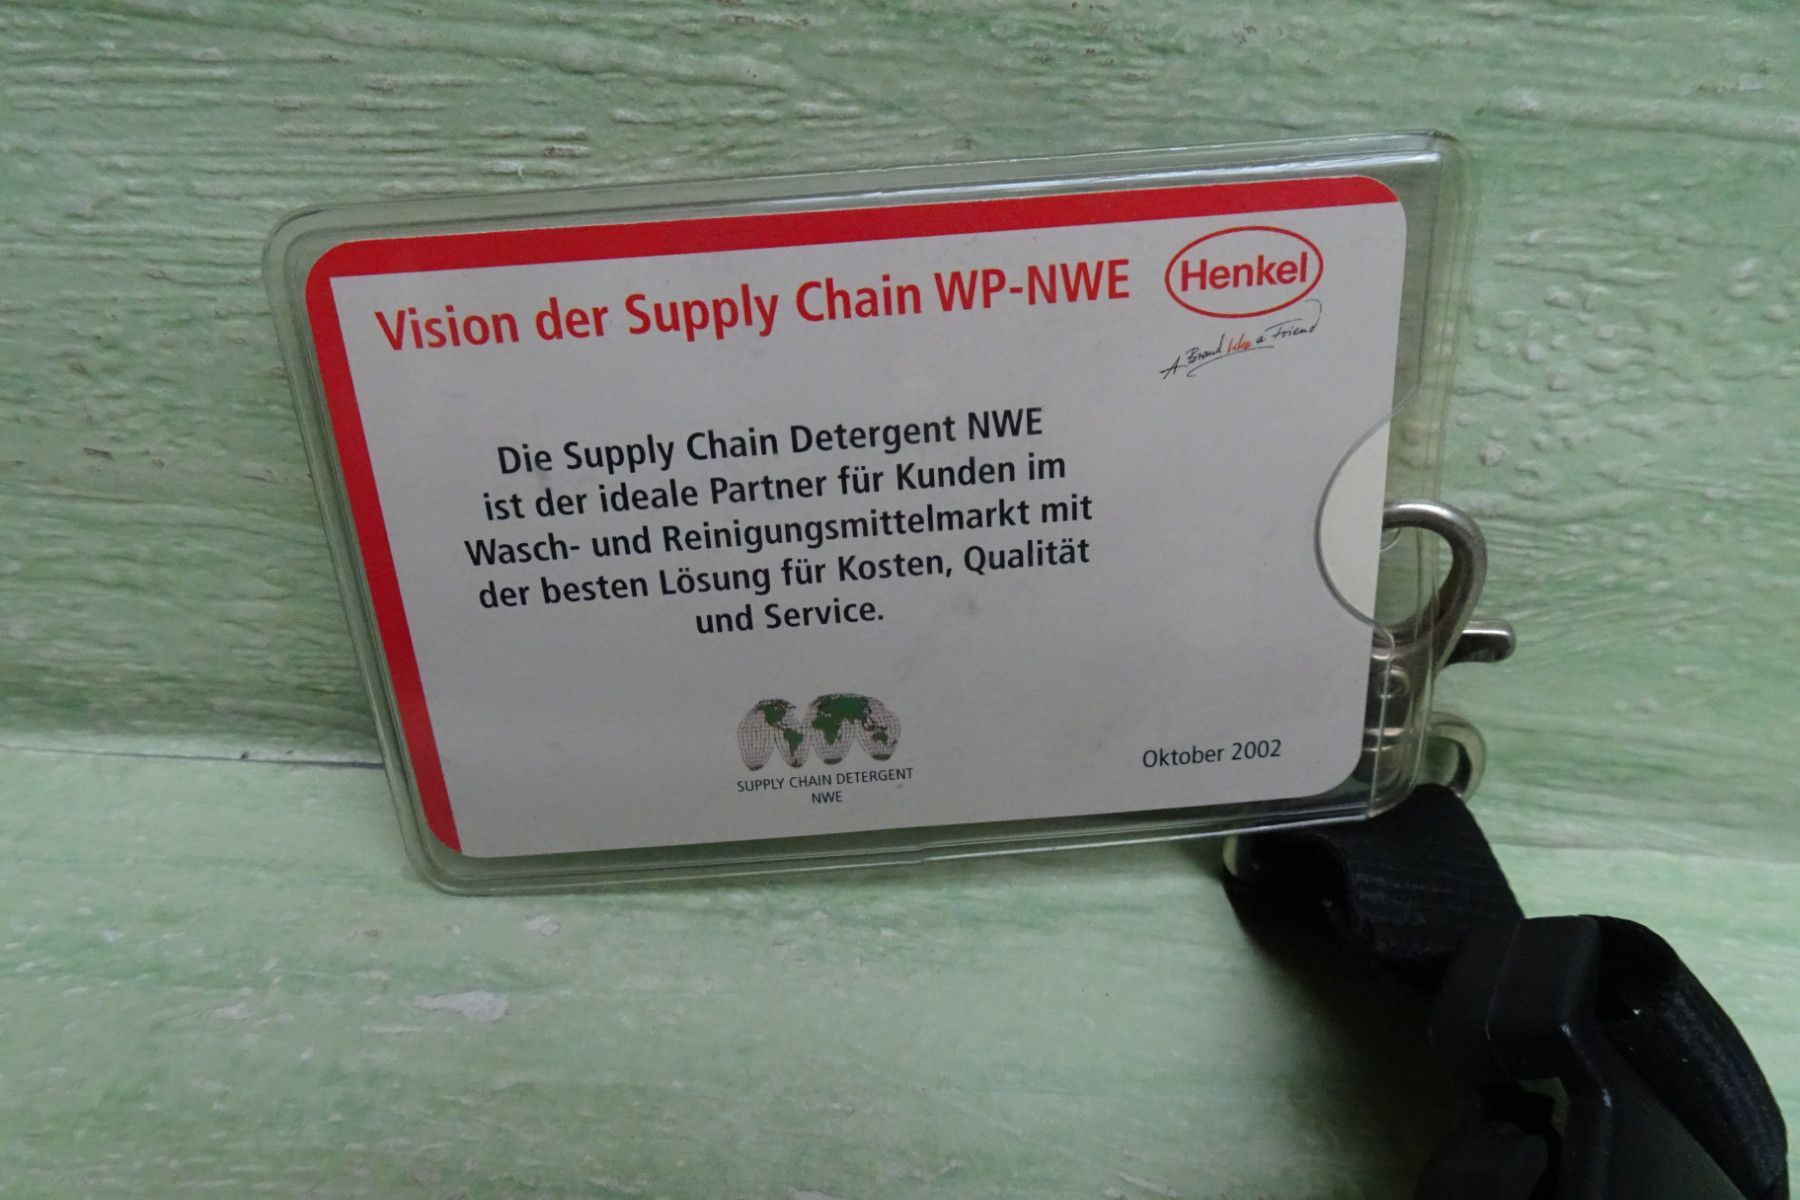 Vision der Supply Chain WP-NWE
Henkel
A Brand like a Friend
Die Supply Chain Detergent NWE
ist der ideale Partner für Kunden im
Wasch- und Reinigungsmittelmarkt mit
der besten Lösung für Kosten, Qualität
und Service.
SUPPLY CHAIN DETERGENT
NWE
Oktober 2002